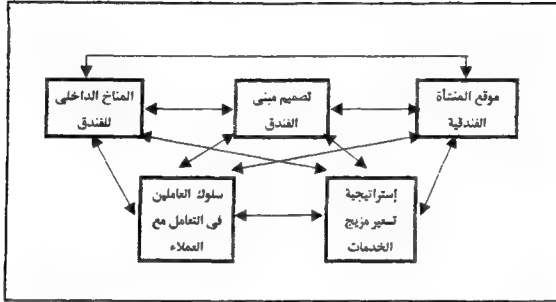 موقع المنشأة
الفندقية
تصميم مبنى
الفندق
المناخ الداخلى
للفندق
إستراتيجية
تسعير مزيج
الخدمات
سلوك العاملين
فى التعامل مع
العملاء